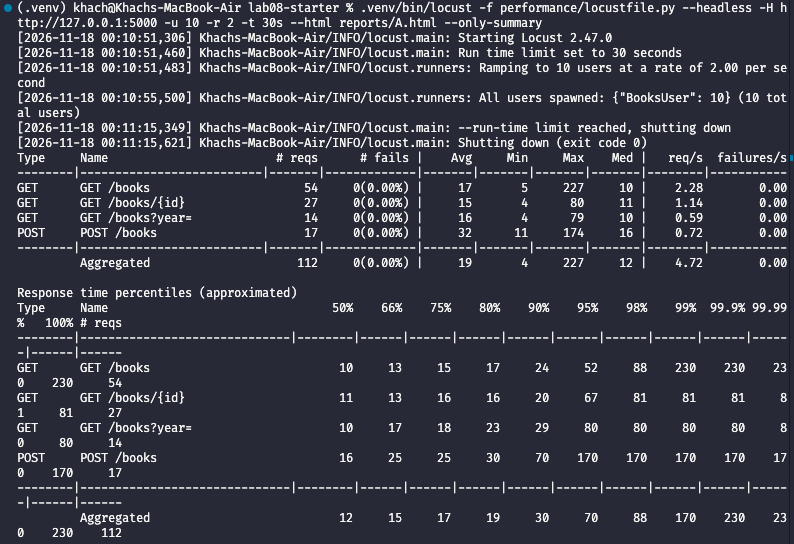 (.venv) khach@Khachs-MacBook-Air lab08-starter % .venv/bin/locust -f performance/locustfile.py --headless -H h
ttp://127.0.0.1:5000 -u 10 -r 2 -t 30s --html reports/A.html --only-summary
[2026-11-18 00:10:51,306] Khachs-MacBook-Air/INFO/locust.main: Starting Locust 2.47.0
[2026-11-18 00:10:51,460] Khachs-MacBook-Air/INFO/locust.main: Run time limit set to 30 seconds
[2026-11-18 00:10:51,483] Khachs-MacBook-Air/INFO/locust.runners: Ramping to 10 users at a rate of 2.00 per se
cond
[2026-11-18 00:10:55,500] Khachs-MacBook-Air/INFO/locust.runners: All users spawned: {"BooksUser": 10} (10 tot
al users)
[2026-11-18 00:11:15,349] Khachs-MacBook-Air/INFO/locust.main: --run-time limit reached, shutting down
[2026-11-18 00:11:15,621] Khachs-MacBook-Air/INFO/locust.main: Shutting down (exit code 0)
Type     Name                          # reqs      # fails |    Avg     Min     Max    Med |   req/s  failures/s
--------|----------------------------|-------|-------------|-------|-------|-------|-------|--------|-----------
GET      GET /books                        54     0(0.00%) |     17       5     227     10 |    2.28        0.00
GET      GET /books/{id}                   27     0(0.00%) |     15       4      80     11 |    1.14        0.00
GET      GET /books?year=                  14     0(0.00%) |     16       4      79     10 |    0.59        0.00
POST     POST /books                       17     0(0.00%) |     32      11     174     16 |    0.72        0.00
--------|----------------------------|-------|-------------|-------|-------|-------|-------|--------|-----------
         Aggregated                       112     0(0.00%) |     19       4     227     12 |    4.72        0.00

Response time percentiles (approximated)
Type     Name                                  50%    66%    75%    80%    90%    95%    98%    99%  99.9% 99.99
%   100% # reqs
--------|--------------------------------|--------|------|------|------|------|------|------|------|------|-----
-|------|------
GET      GET /books                             10     13     15     17     24     52     88    230    230    23
0    230     54
GET      GET /books/{id}                        11     13     16     16     20     67     81     81     81     8
1     81     27
GET      GET /books?year=                       10     17     18     23     29     80     80     80     80     8
0     80     14
POST     POST /books                            16     25     25     30     70    170    170    170    170    17
0    170     17
--------|--------------------------------|--------|------|------|------|------|------|------|------|------|-----
-|------|------
         Aggregated                             12     15     17     19     30     70     88    170    230    23
0    230    112